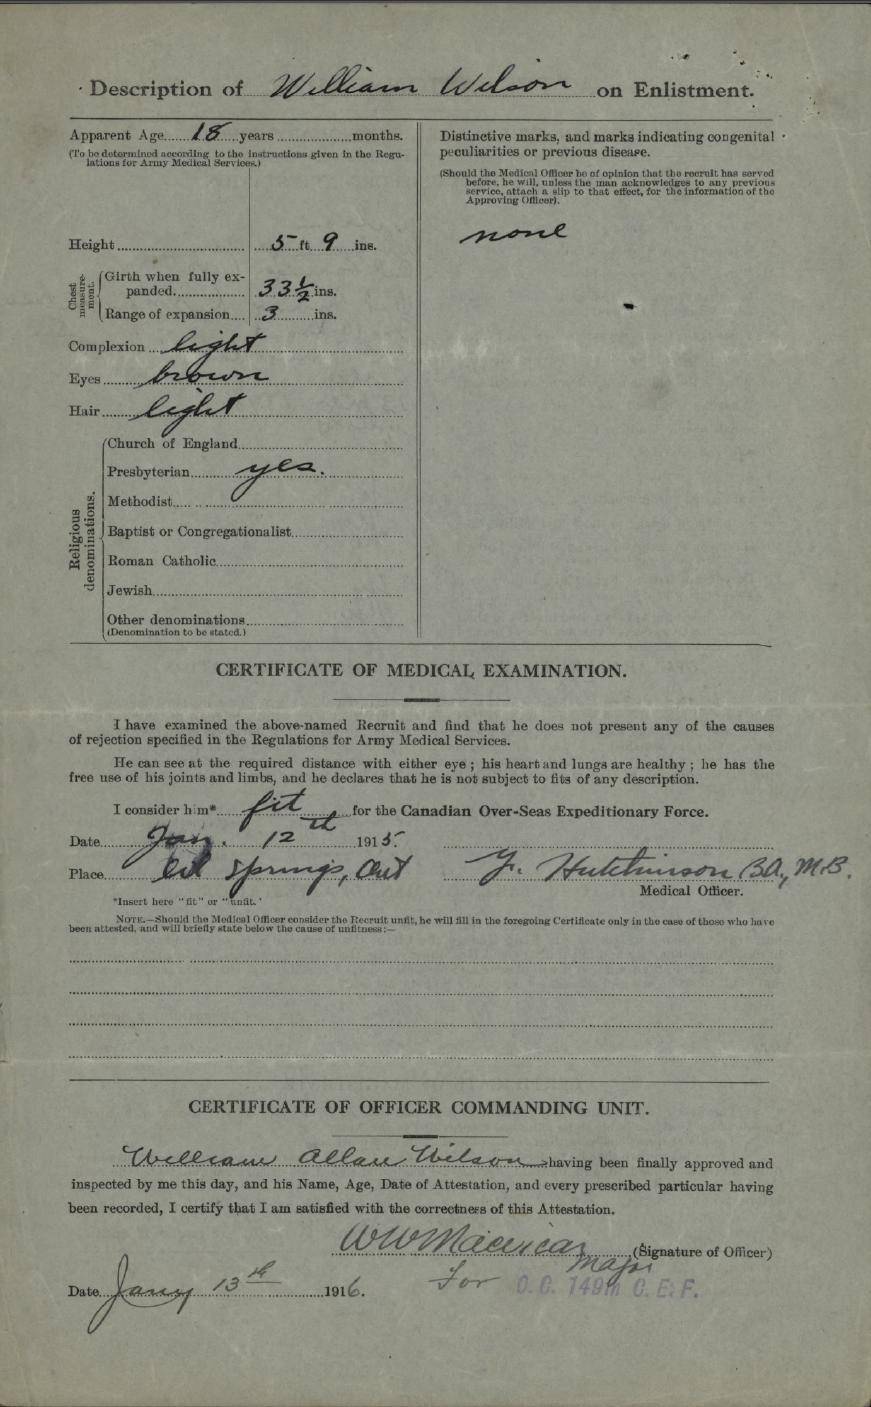 Description of William Wilson on Enlistment.
Apparent Age 18 years months.
(To be determined according to the instructions given in the Regulations for Army Medical Services.)
Height 5 ft 9 ins.
Chest measurement.
Girth when fully expanded 33 1/2 ins.
Range of expansion 3 ins.
Complexion light
Eyes brown
Hair light
Religious denominations.
Church of England
Presbyterian yes.
Methodist
Baptist or Congregationalist
Roman Catholic
Jewish
Other denominations
(Denomination to be stated.)
Distinctive marks, and marks indicating congenital
peculiarities or previous disease.
(Should the Medical Officer be of opinion that the recruit has served
before, he will, unless the man acknowledges to any previous
service, attach a slip to that effect, for the information of the
Approving Officer).
none
CERTIFICATE OF MEDICAL EXAMINATION.
I have examined the above-named Recruit and find that he does not present any of the causes
of rejection specified in the Regulations for Army Medical Services.
He can see at the required distance with either eye ; his heart and lungs are healthy ; he has the
free use of his joints and limbs, and he declares that he is not subject to fits of any description.
I consider him* fit for the Canadian Over-Seas Expeditionary Force.
Date Jan. 12th 1915.
Place Oil Springs, Ont Hutchinson B.A., M.B.
Medical Officer.
*Insert here "fit" or "unfit."
NOTE.—Should the Medical Officer consider the Recruit unfit, he will fill in the foregoing Certificate only in the case of those who have
been attested, and will briefly state below the cause of unfitness:—
CERTIFICATE OF OFFICER COMMANDING UNIT.
William Allan Wilson having been finally approved and
inspected by me this day, and his Name, Age, Date of Attestation, and every prescribed particular having
been recorded, I certify that I am satisfied with the correctness of this Attestation.
(Signature of Officer)
Major
Date Jany 13th 1916. For O.C. 149TH C.E.F.